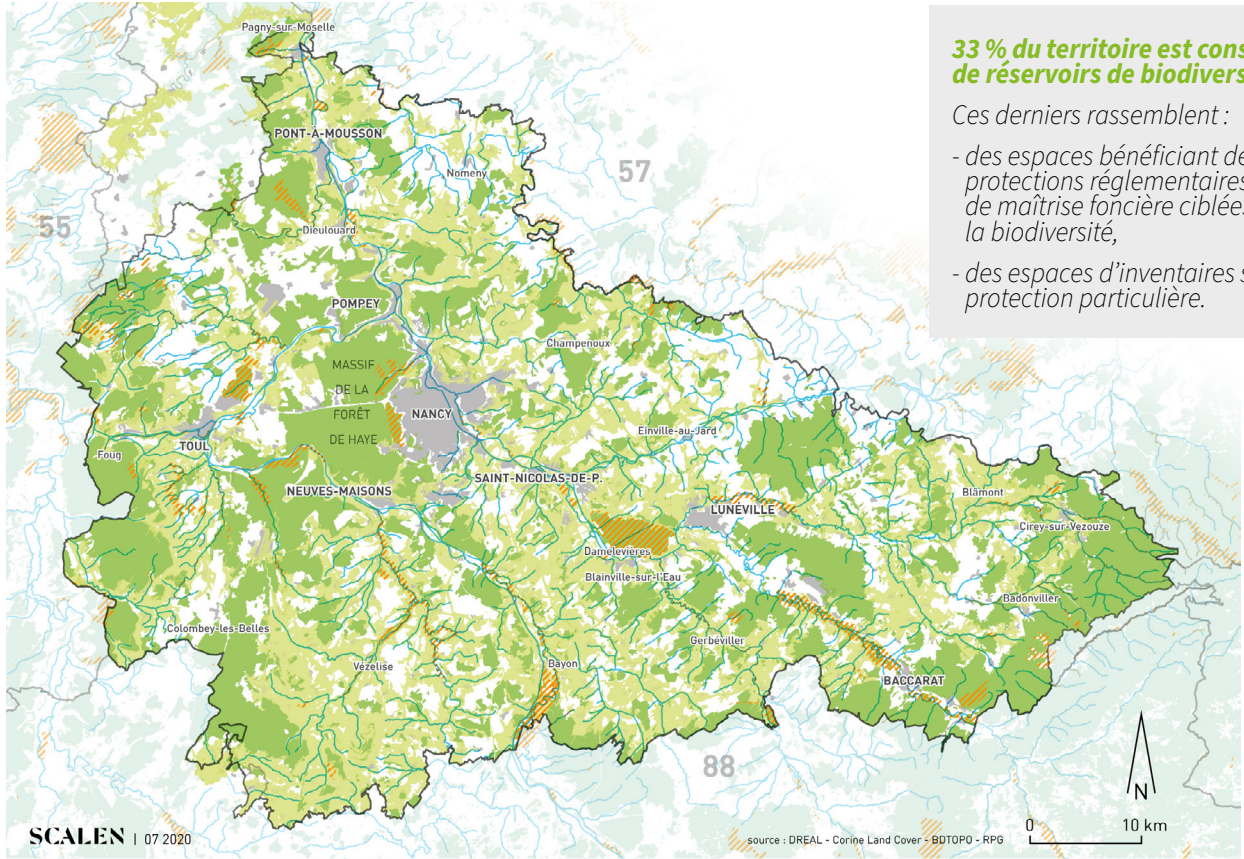 Pagny-sur-Moselle
PONT-À-MOUSSON
Nomeny
57
55
Dieulouard
POMPEY
Champenoux
MASSIF
DE LA
FORÊT
DE HAYE
NANCY
Einville-au-Jard
TOUL
Foug
NEUVES-MAISONS
SAINT-NICOLAS-DE-P.
LUNÉVILLE
Blâmont
Cirey-sur-Vezouze
Damelevières
Blainville-sur-l'Eau
Badonviller
Colombey-les-Belles
Gerbéviller
Vézelise
Bayon
BACCARAT
88
N
0 10 km
SCALEN | 07 2020
source : DREAL - Corine Land Cover - BDTOPO - RPG
33 % du territoire est cons
de réservoirs de biodivers
Ces derniers rassemblent :
- des espaces bénéficiant de
protections réglementaires
de maîtrise foncière ciblées
la biodiversité,
- des espaces d'inventaires s
protection particulière.